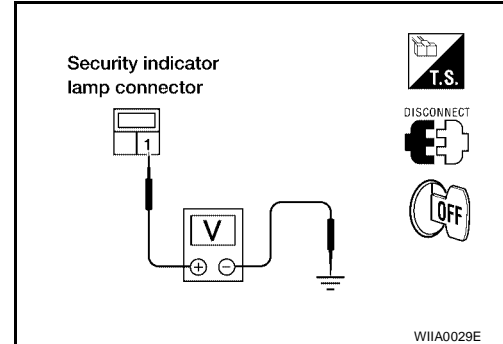 Security indicator
lamp connector
T.S.
DISCONNECT
1
OFF
V
+ −
WIIA0029E